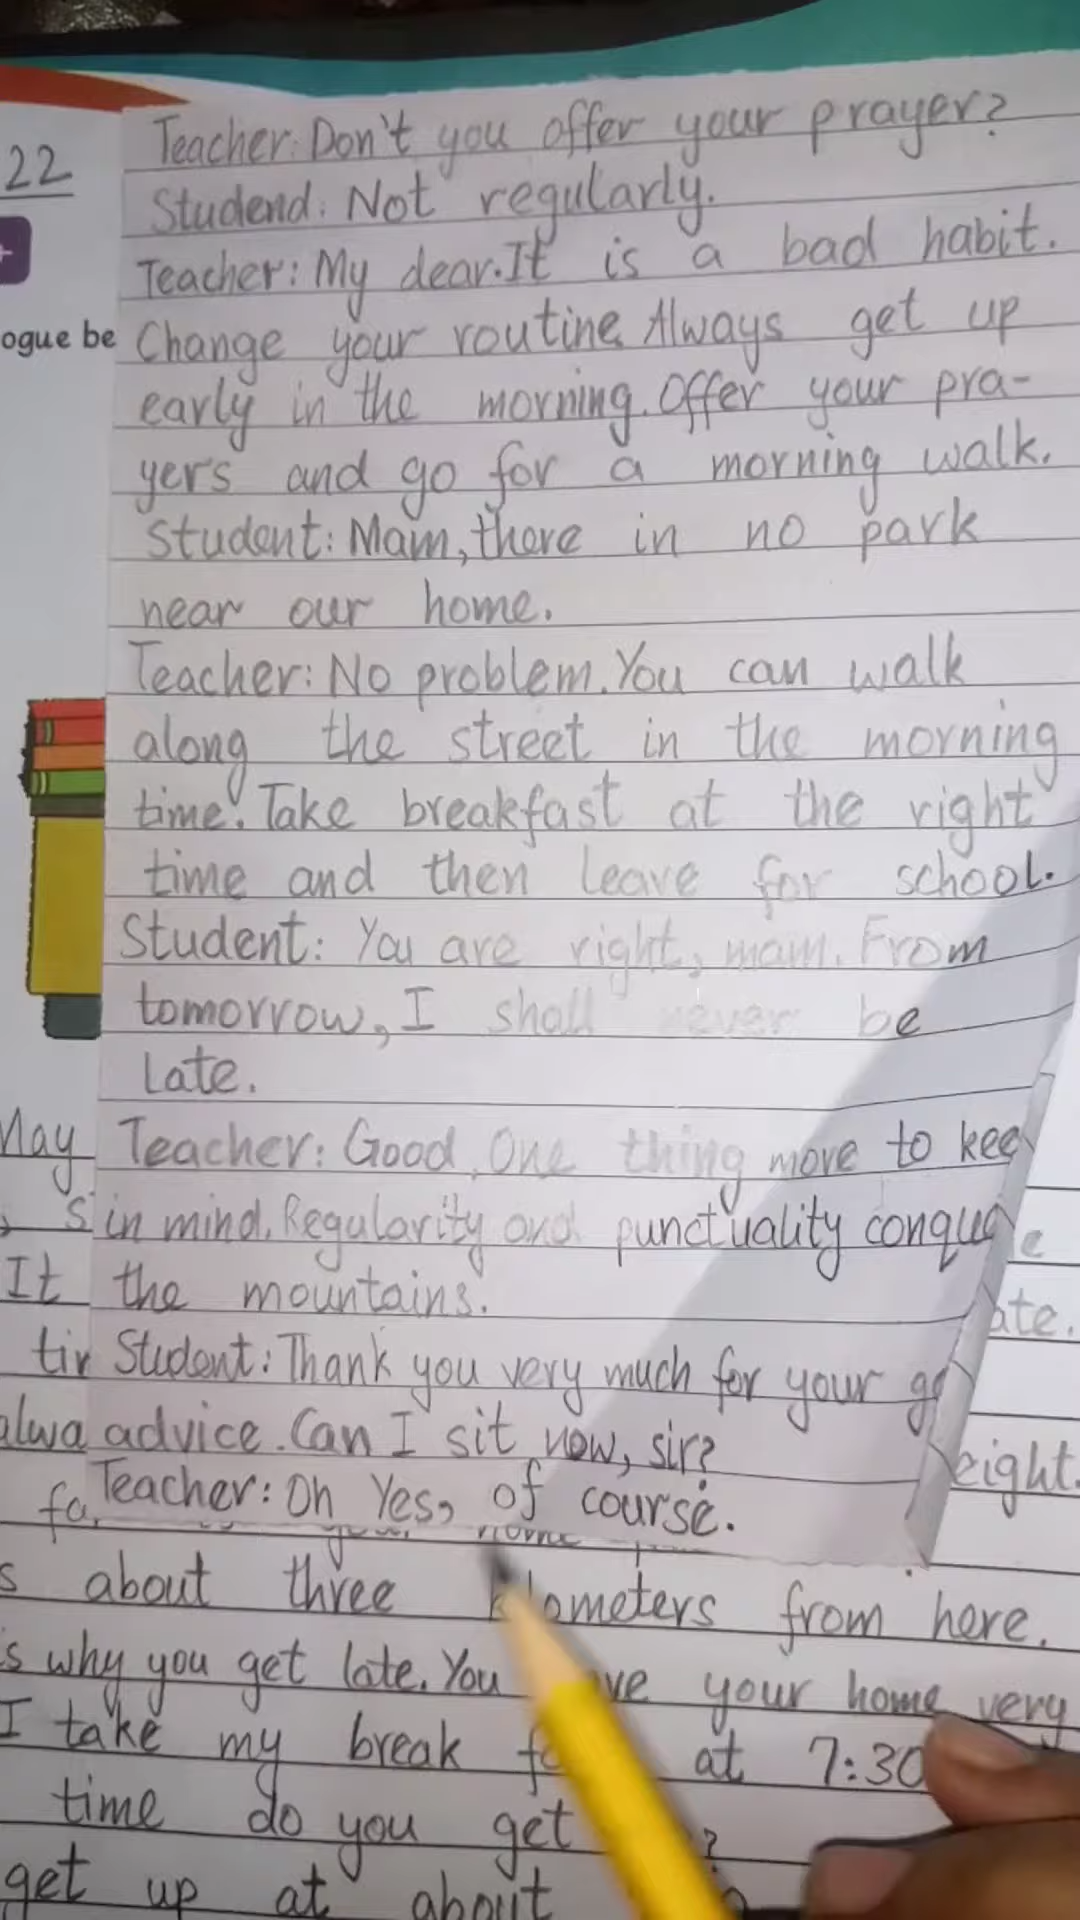 22
ogue be
Teacher: Don't you offer your prayer?
Studend: Not regularly.
Teacher: My dear. It is a bad habit.
Change your routine. Always get up
early in the morning. Offer your pra-
yers and go for a morning walk.
Student: Mam, there in no park
near our home.
Teacher: No problem. You can walk
along the street in the morning
time. Take breakfast at the right
time and then leave for school.
Student: You are right, mam. From
tomorrow, I shall never be
late.
May
Teacher: Good. One thing more to kee
in mind. Regularity and punctuality conque
It
the mountains.
ate.
Student: Thank you very much for your go
alwa
advice. Can I sit now, sir?
eight.
Teacher: Oh Yes, of course.
s about three kilometers from here.
s why you get late. You your home very
I take my break at 7:30
time do you get ?
get up at about